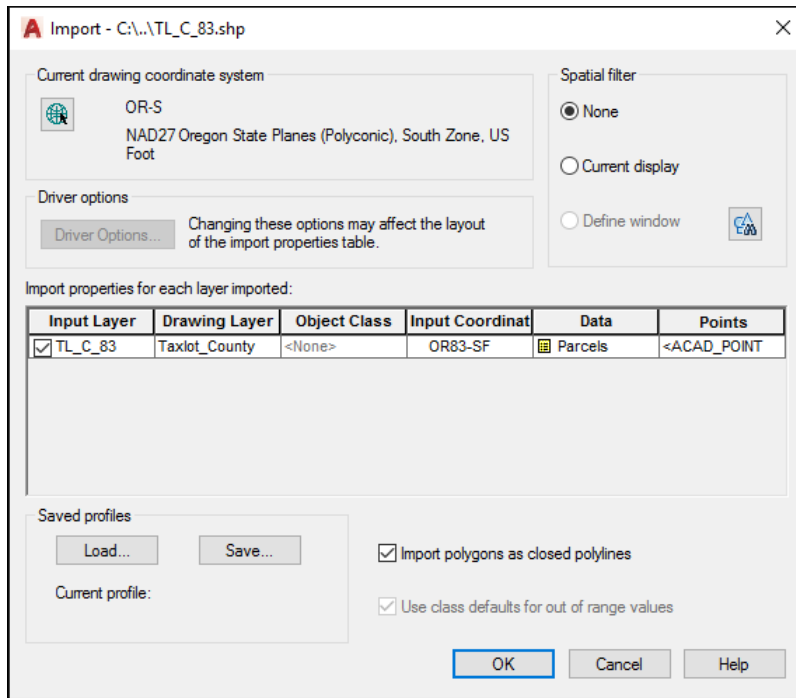 Import - C:\..\TL_C_83.shp
Current drawing coordinate system
OR-S
NAD27 Oregon State Planes (Polyconic), South Zone, US
Foot
Spatial filter
None
Current display
Define window
Driver options
Driver Options...
Changing these options may affect the layout
of the import properties table.
Import properties for each layer imported:
Input Layer Drawing Layer Object Class Input Coordinat Data Points
TL_C_83 Taxlot_County <None> OR83-SF Parcels <ACAD_POINT
Saved profiles
Load... Save...
Current profile:
Import polygons as closed polylines
Use class defaults for out of range values
OK Cancel Help